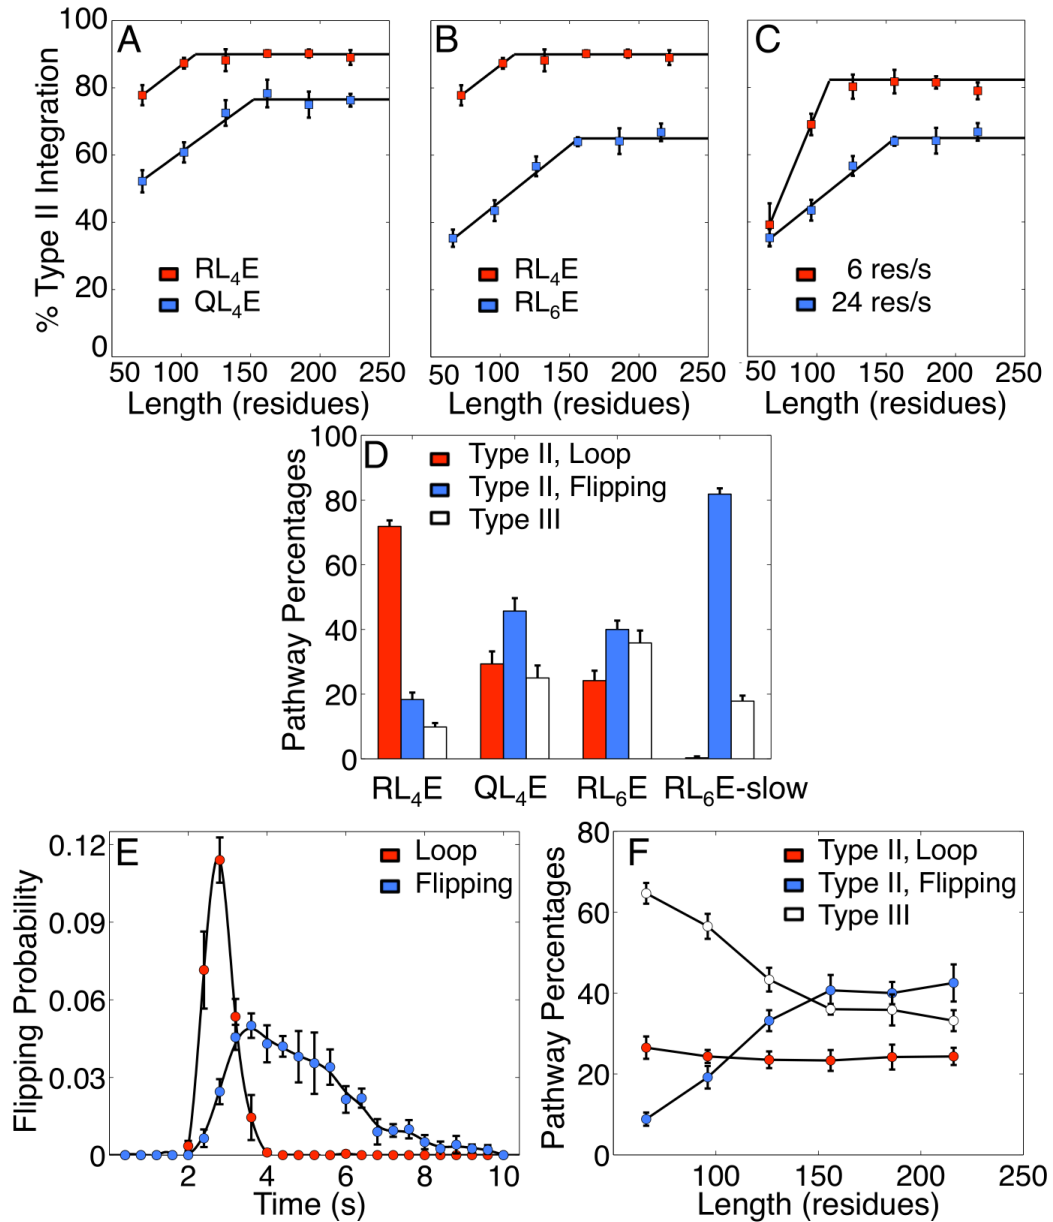 A
B
C
% Type II Integration
100
80
60
40
20
0
RL4E
QL4E
RL4E
RL6E
6 res/s
24 res/s
50 100 150 200 250
50 100 150 200 250
50 100 150 200 250
Length (residues)
Length (residues)
Length (residues)
D
Pathway Percentages
100
80
60
40
20
0
Type II, Loop
Type II, Flipping
Type III
RL4E QL4E RL6E RL6E-slow
E
Flipping Probability
0.12
0.09
0.06
0.03
0
Loop
Flipping
2 4 6 8 10
Time (s)
F
Pathway Percentages
80
60
40
20
0
Type II, Loop
Type II, Flipping
Type III
50 100 150 200 250
Length (residues)